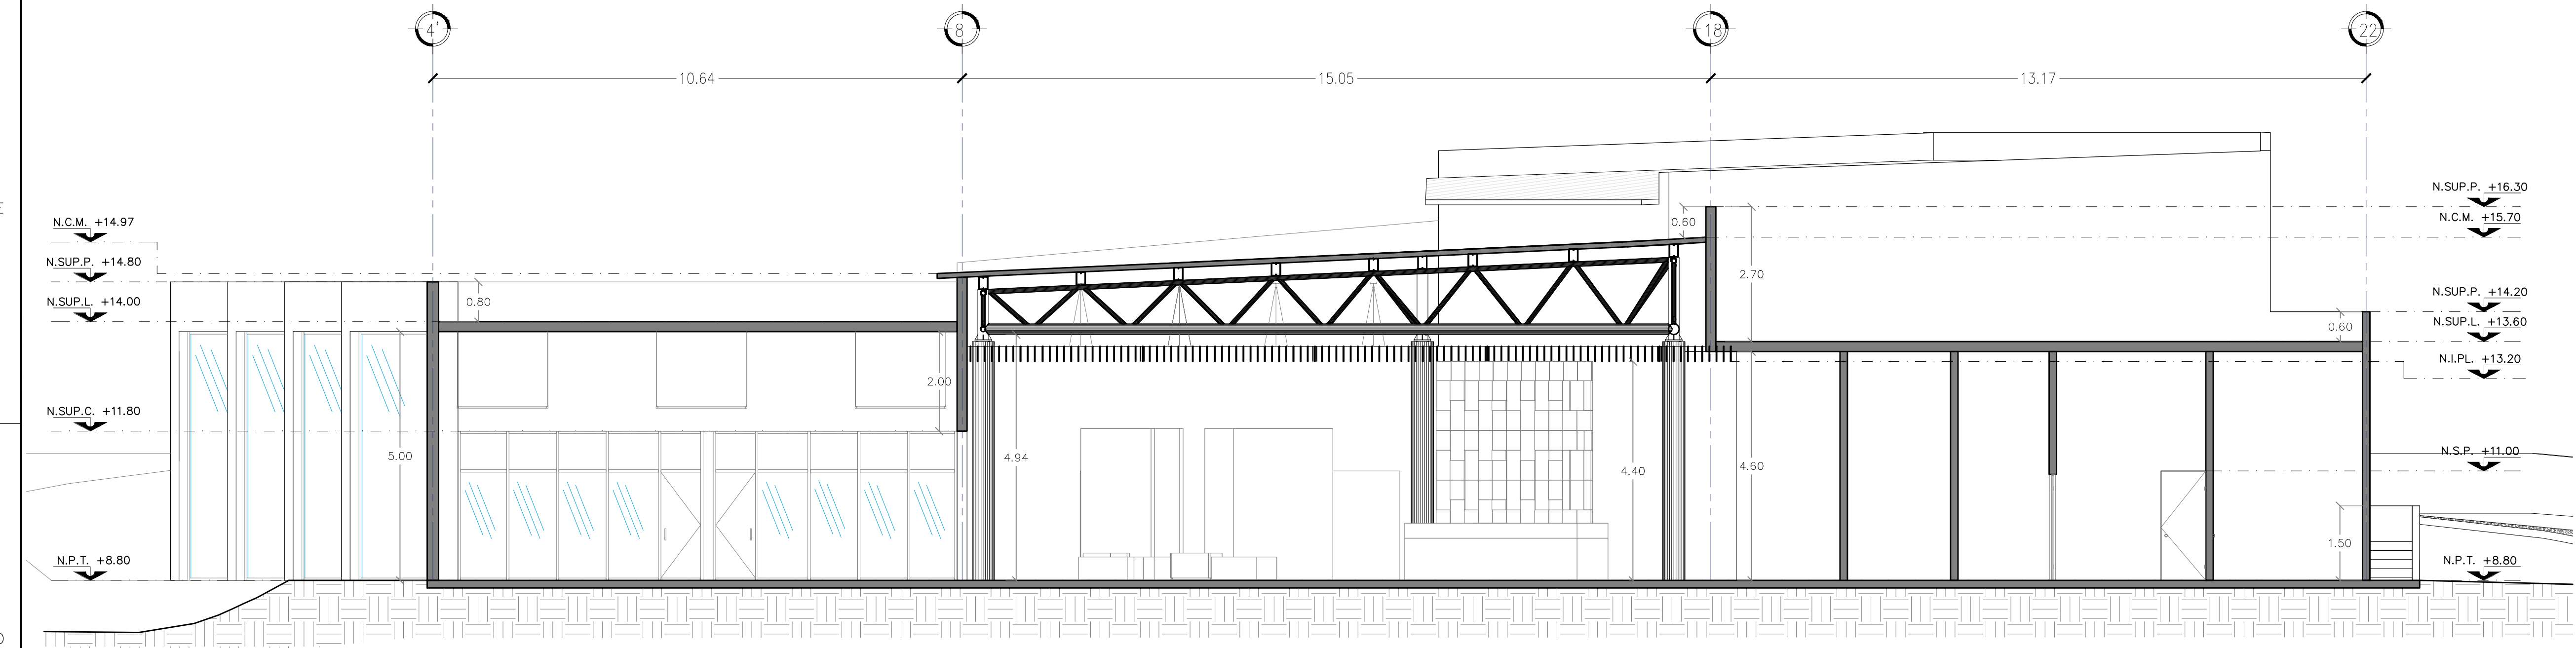 4'
8
18
22
10.64
15.05
13.17
N.SUP.P. +16.30
N.C.M. +14.97
N.C.M. +15.70
0.60
N.SUP.P. +14.80
2.70
N.SUP.L. +14.00
0.80
N.SUP.P. +14.20
N.SUP.L. +13.60
0.60
N.I.PL. +13.20
2.00
N.SUP.C. +11.80
5.00
4.94
4.40
4.60
N.S.P. +11.00
1.50
N.P.T. +8.80
N.P.T. +8.80